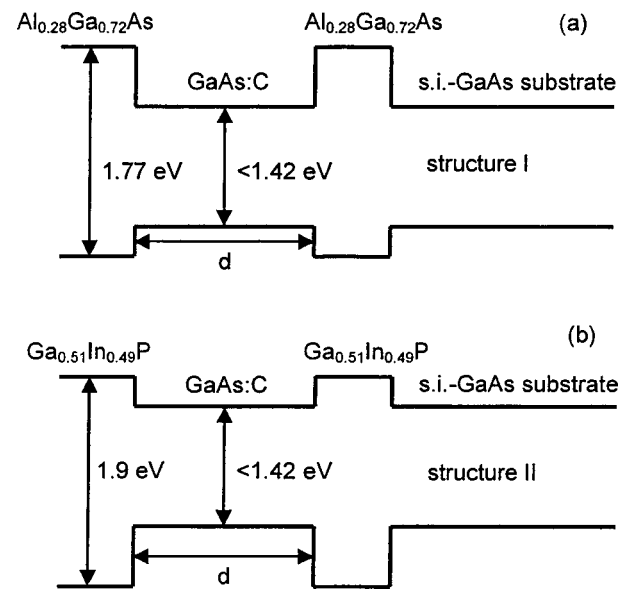 Al₀.₂₈Ga₀.₇₂As Al₀.₂₈Ga₀.₇₂As (a)
GaAs:C s.i.-GaAs substrate
1.77 eV <1.42 eV structure I
d
(b)
Ga₀.₅₁In₀.₄₉P Ga₀.₅₁In₀.₄₉P
GaAs:C s.i.-GaAs substrate
1.9 eV <1.42 eV structure II
d